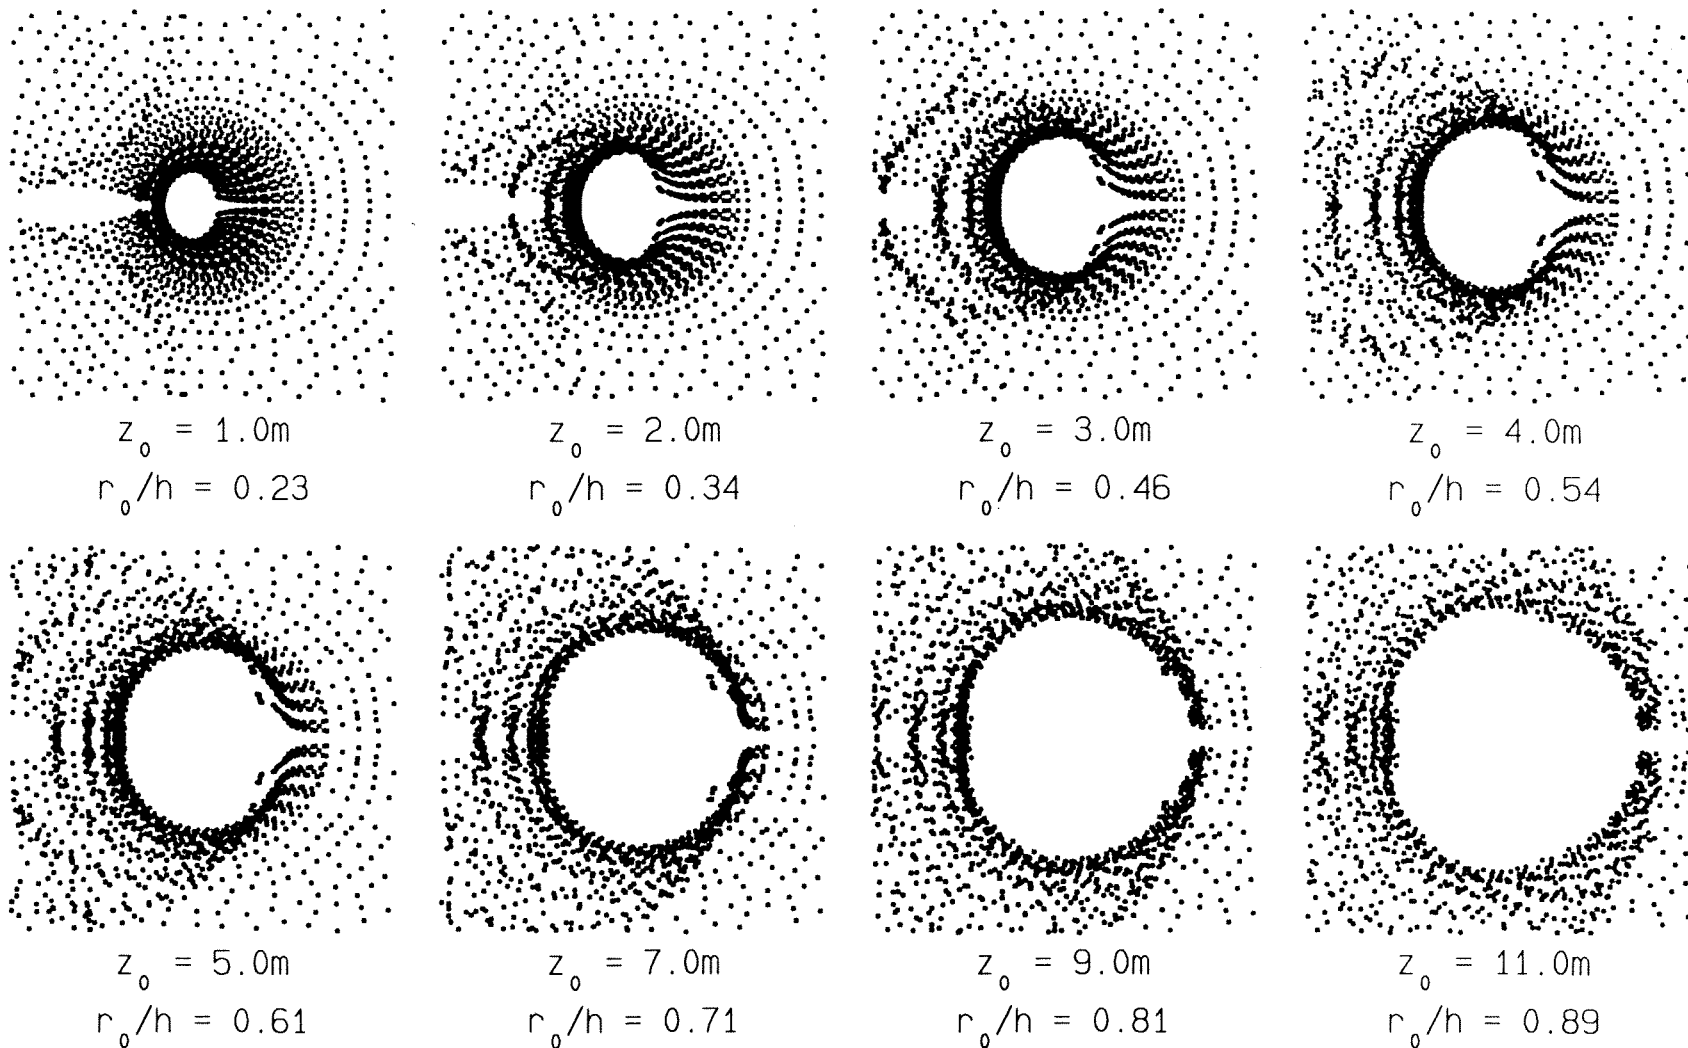 z₀ = 1.0m
r₀/h = 0.23
z₀ = 2.0m
r₀/h = 0.34
z₀ = 3.0m
r₀/h = 0.46
z₀ = 4.0m
r₀/h = 0.54
z₀ = 5.0m
r₀/h = 0.61
z₀ = 7.0m
r₀/h = 0.71
z₀ = 9.0m
r₀/h = 0.81
z₀ = 11.0m
r₀/h = 0.89